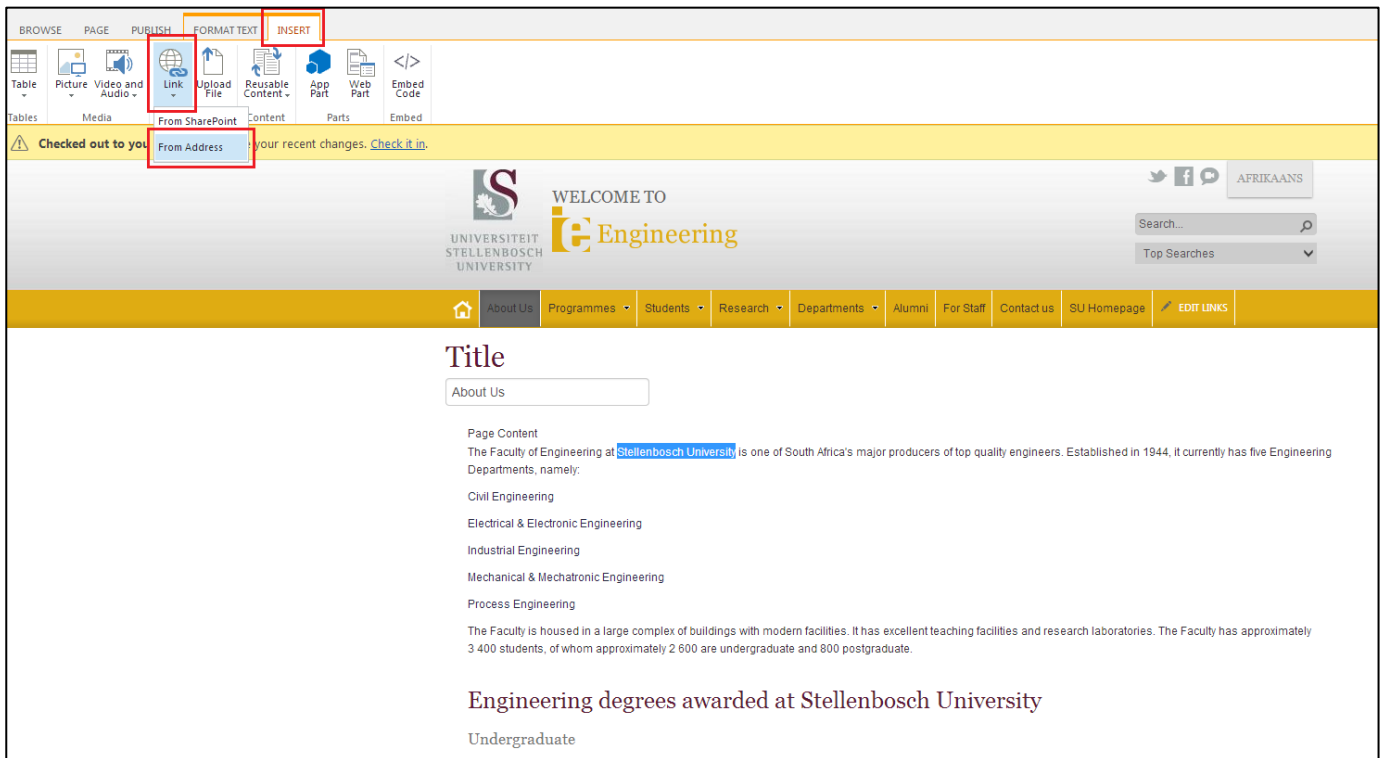 BROWSE PAGE PUBLISH FORMAT TEXT INSERT
Table Picture Video and Audio Link Upload File Reusable Content App Part Web Part Embed Code
Tables Media Content Parts Embed
From SharePoint
From Address
Checked out to you your recent changes. Check it in.
WELCOME TO
Engineering
UNIVERSITEIT
STELLENBOSCH
UNIVERSITY
AFRIKAANS
Search...
Top Searches
About Us Programmes Students Research Departments Alumni For Staff Contact us SU Homepage EDIT LINKS
Title
About Us
Page Content
The Faculty of Engineering at Stellenbosch University is one of South Africa's major producers of top quality engineers. Established in 1944, it currently has five Engineering
Departments, namely:
Civil Engineering
Electrical & Electronic Engineering
Industrial Engineering
Mechanical & Mechatronic Engineering
Process Engineering
The Faculty is housed in a large complex of buildings with modern facilities. It has excellent teaching facilities and research laboratories. The Faculty has approximately
3 400 students, of whom approximately 2 600 are undergraduate and 800 postgraduate.
Engineering degrees awarded at Stellenbosch University
Undergraduate